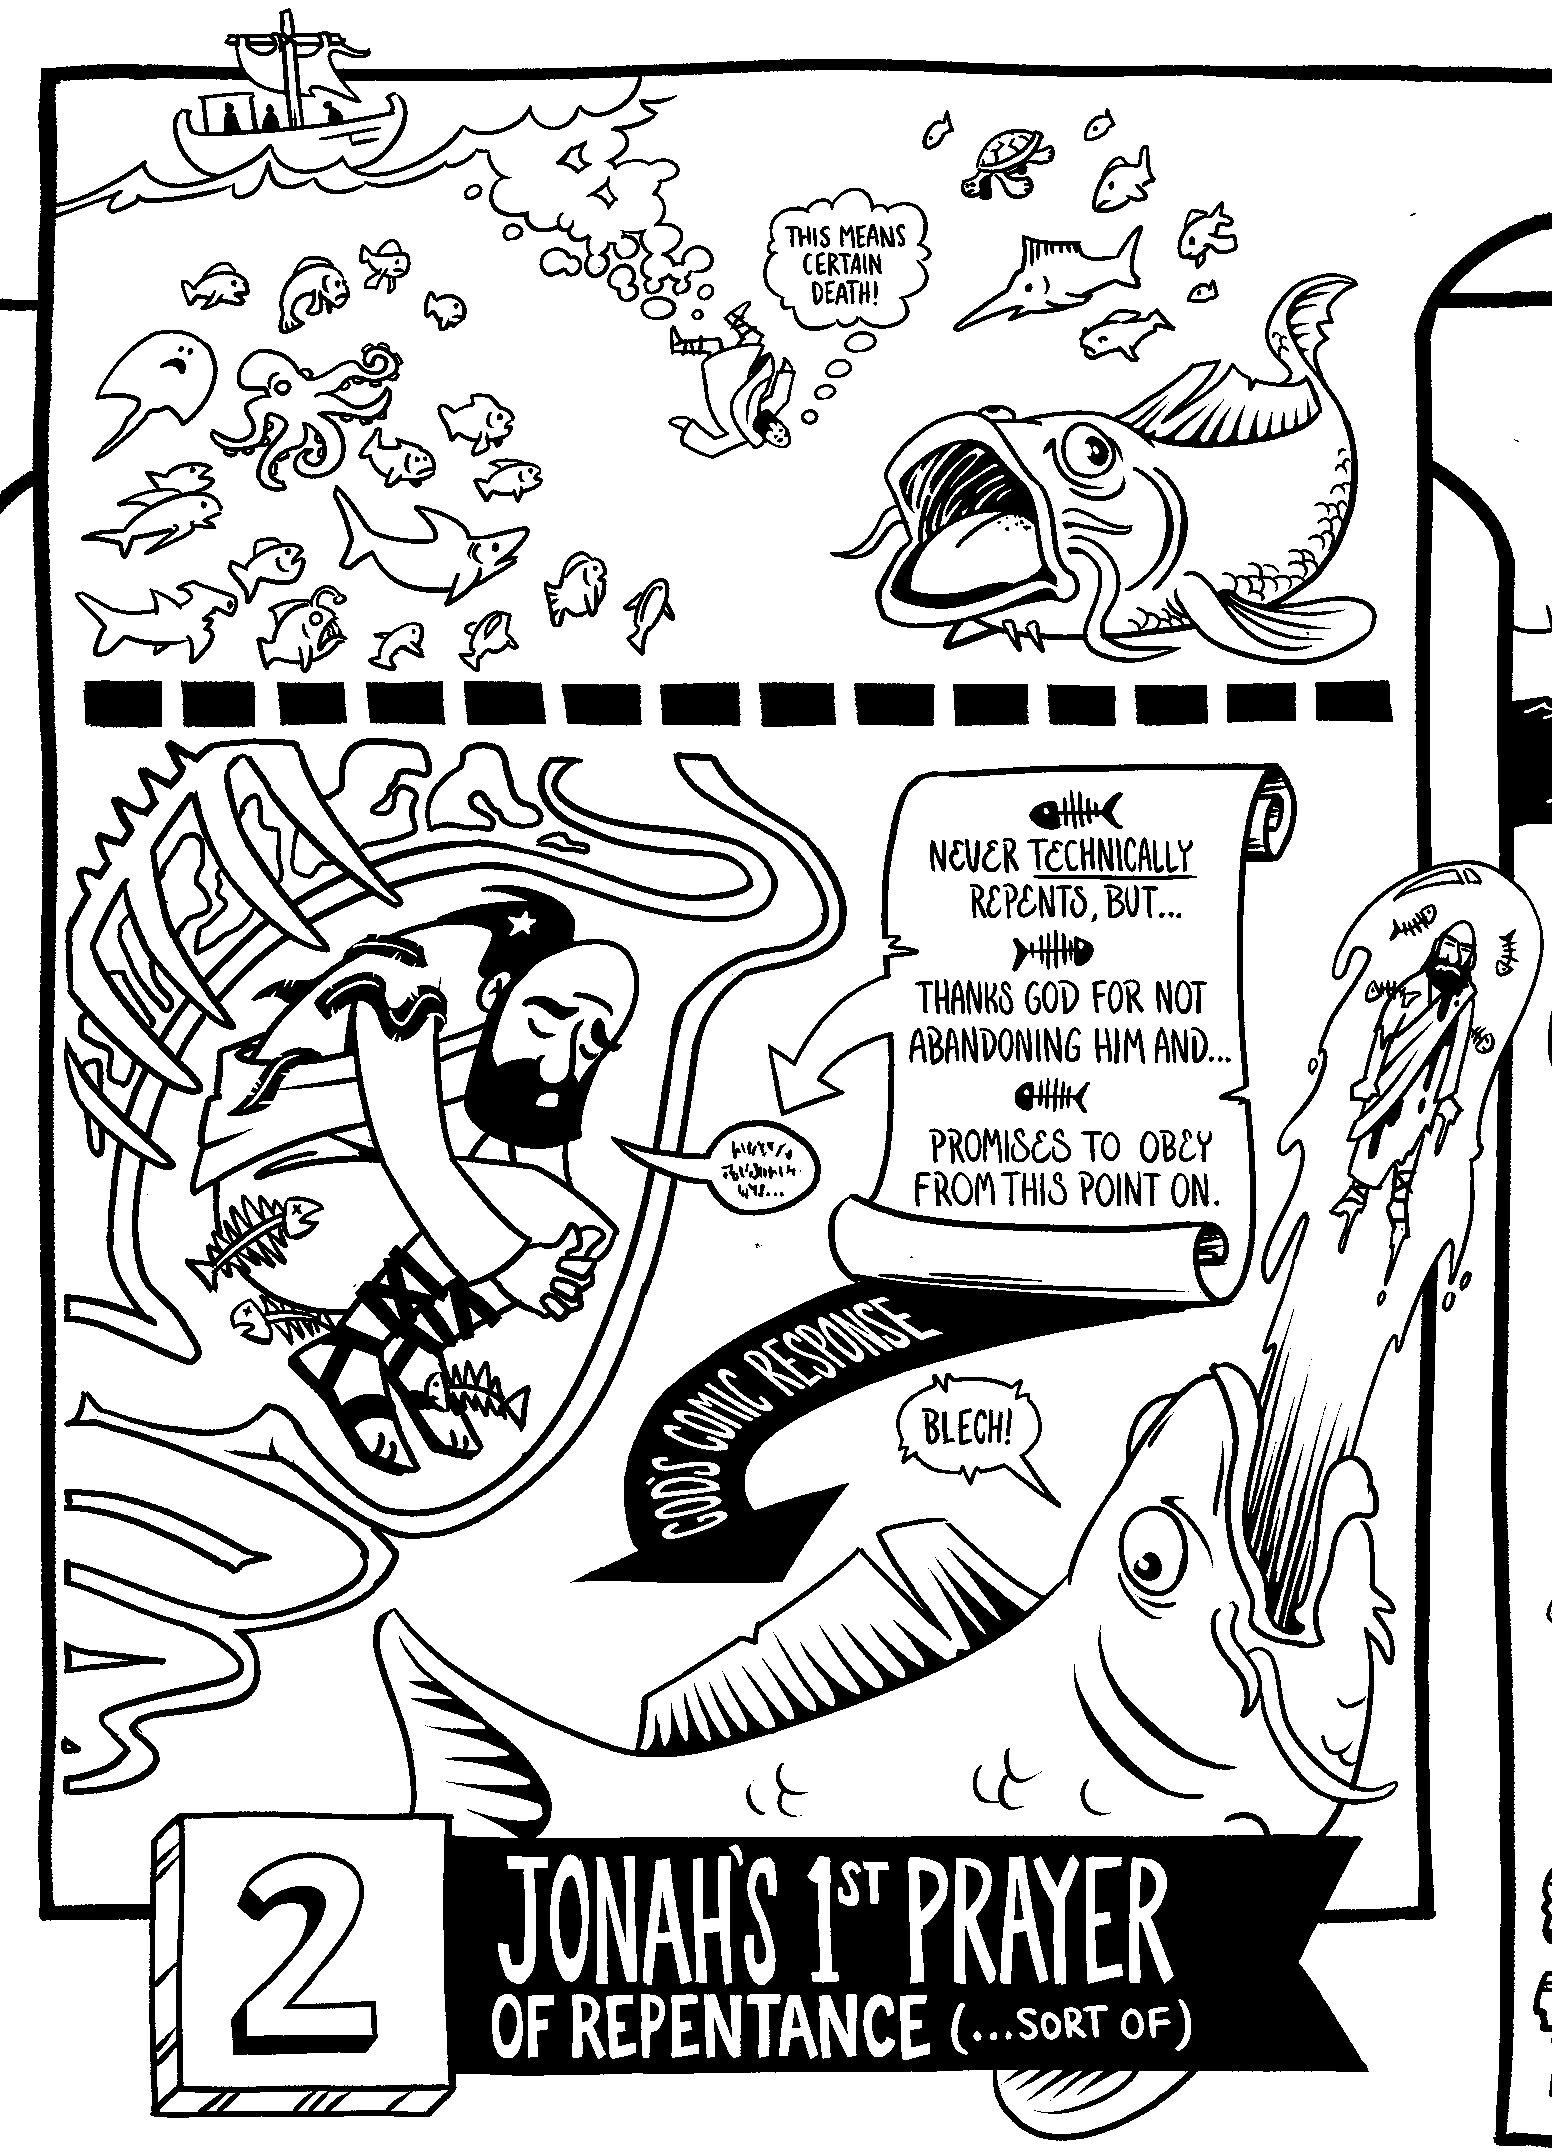 THIS MEANS
CERTAIN
DEATH!
NEVER TECHNICALLY
REPENTS, BUT...
THANKS GOD FOR NOT
ABANDONING HIM AND...
PROMISES TO OBEY
FROM THIS POINT ON.
GOD'S COMIC RESPONSE
BLECH!
2
JONAH'S 1ST PRAYER
OF REPENTANCE (...SORT OF)